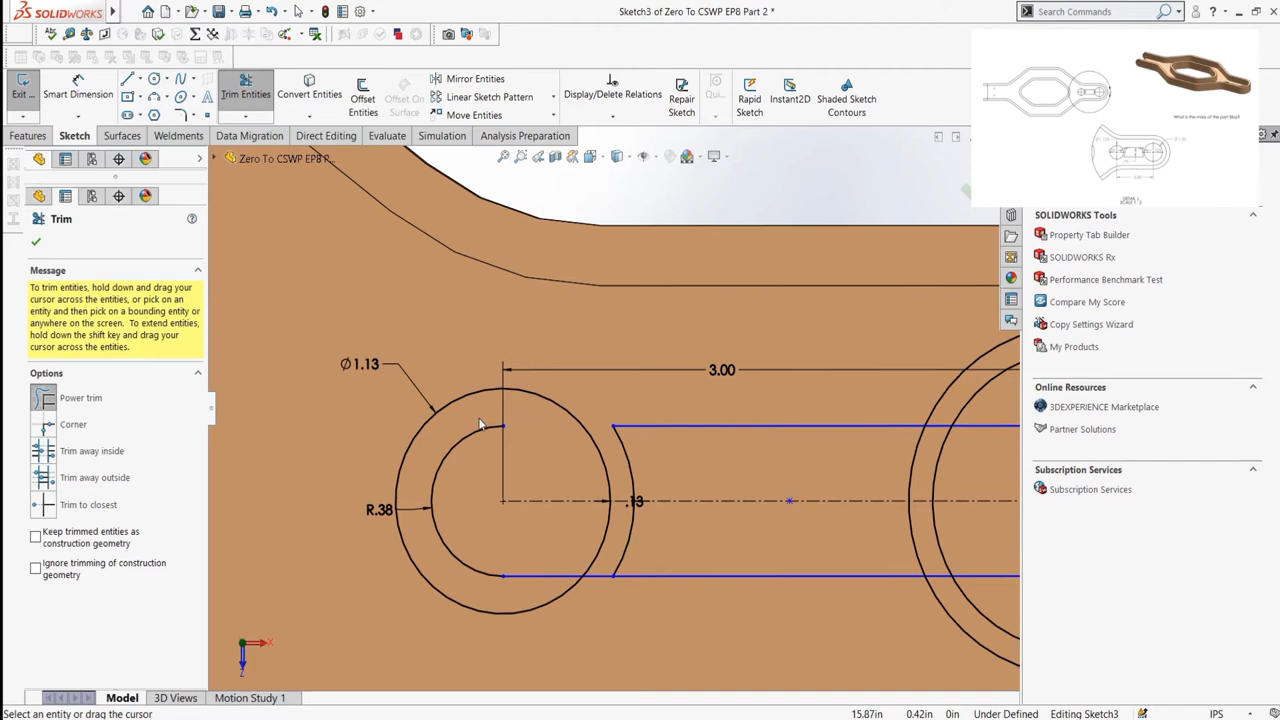 SOLIDWORKS
Sketch3 of Zero To CSWP EP8 Part 2 *
Search Commands
Exit ...
Smart Dimension
Trim Entities
Convert Entities
Offset Entities
Offset On Surface
Mirror Entities
Linear Sketch Pattern
Move Entities
Display/Delete Relations
Repair Sketch
Qui...
Rapid Sketch
Instant2D
Shaded Sketch Contours
Features
Sketch
Surfaces
Weldments
Data Migration
Direct Editing
Evaluate
Simulation
Analysis Preparation
Zero To CSWP EP8 P...
Trim
Message
To trim entities, hold down and drag your
cursor across the entities, or pick on an
entity and then pick on a bounding entity or
anywhere on the screen. To extend entities,
hold down the shift key and drag your
cursor across the entities.
Options
Power trim
Corner
Trim away inside
Trim away outside
Trim to closest
Keep trimmed entities as
construction geometry
Ignore trimming of construction
geometry
Ø1.13
3.00
R.38
.13
X
Z
What is the mass of the part (lbs)?
SOLIDWORKS Tools
Property Tab Builder
SOLIDWORKS Rx
Performance Benchmark Test
Compare My Score
Copy Settings Wizard
My Products
Online Resources
3DEXPERIENCE Marketplace
Partner Solutions
Subscription Services
Subscription Services
Model
3D Views
Motion Study 1
Select an entity or drag the cursor
15.87in
0.42in
0in
Under Defined
Editing Sketch3
IPS